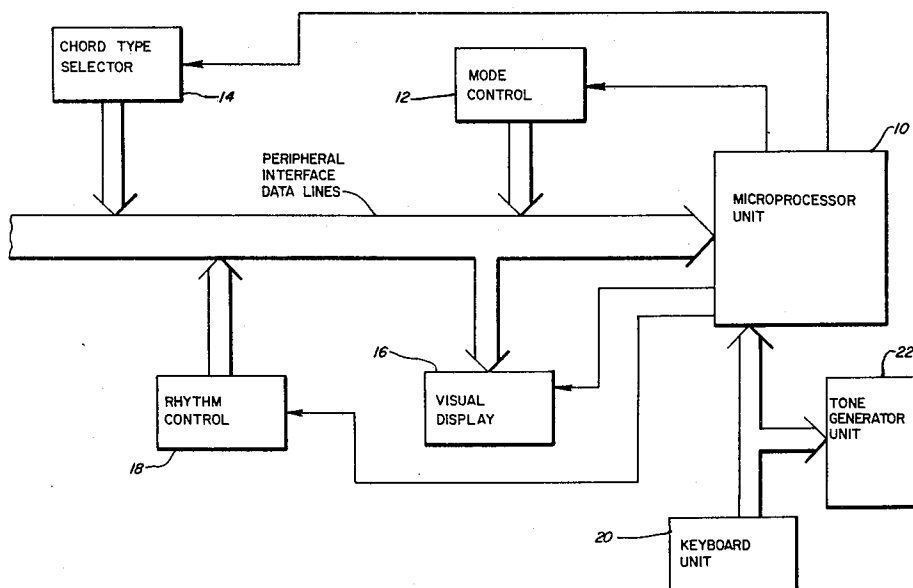 CHORD TYPE
SELECTOR
14
MODE
CONTROL
12
10
MICROPROCESSOR
UNIT
PERIPHERAL
INTERFACE
DATA LINES
16
VISUAL
DISPLAY
RHYTHM
CONTROL
18
22
TONE
GENERATOR
UNIT
20
KEYBOARD
UNIT